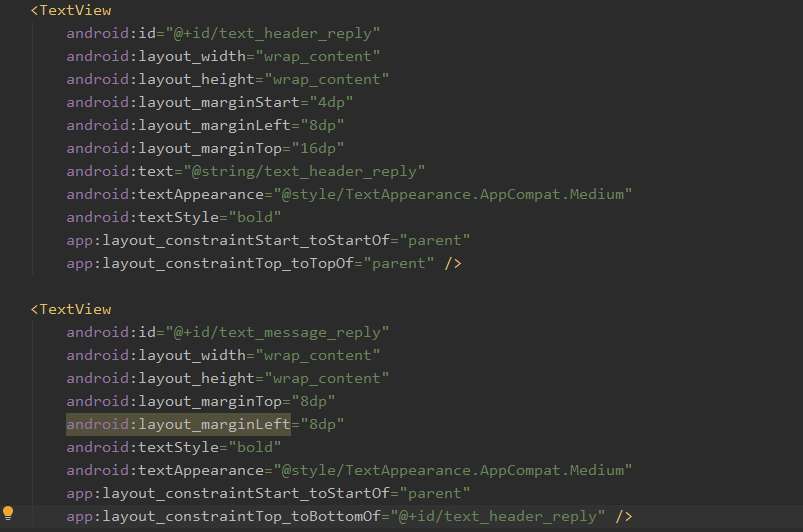 <TextView
android:id="@+id/text_header_reply"
android:layout_width="wrap_content"
android:layout_height="wrap_content"
android:layout_marginStart="4dp"
android:layout_marginLeft="8dp"
android:layout_marginTop="16dp"
android:text="@string/text_header_reply"
android:textAppearance="@style/TextAppearance.AppCompat.Medium"
android:textStyle="bold"
app:layout_constraintStart_toStartOf="parent"
app:layout_constraintTop_toTopOf="parent" />
<TextView
android:id="@+id/text_message_reply"
android:layout_width="wrap_content"
android:layout_height="wrap_content"
android:layout_marginTop="8dp"
android:layout_marginLeft="8dp"
android:textStyle="bold"
android:textAppearance="@style/TextAppearance.AppCompat.Medium"
app:layout_constraintStart_toStartOf="parent"
app:layout_constraintTop_toBottomOf="@+id/text_header_reply" />